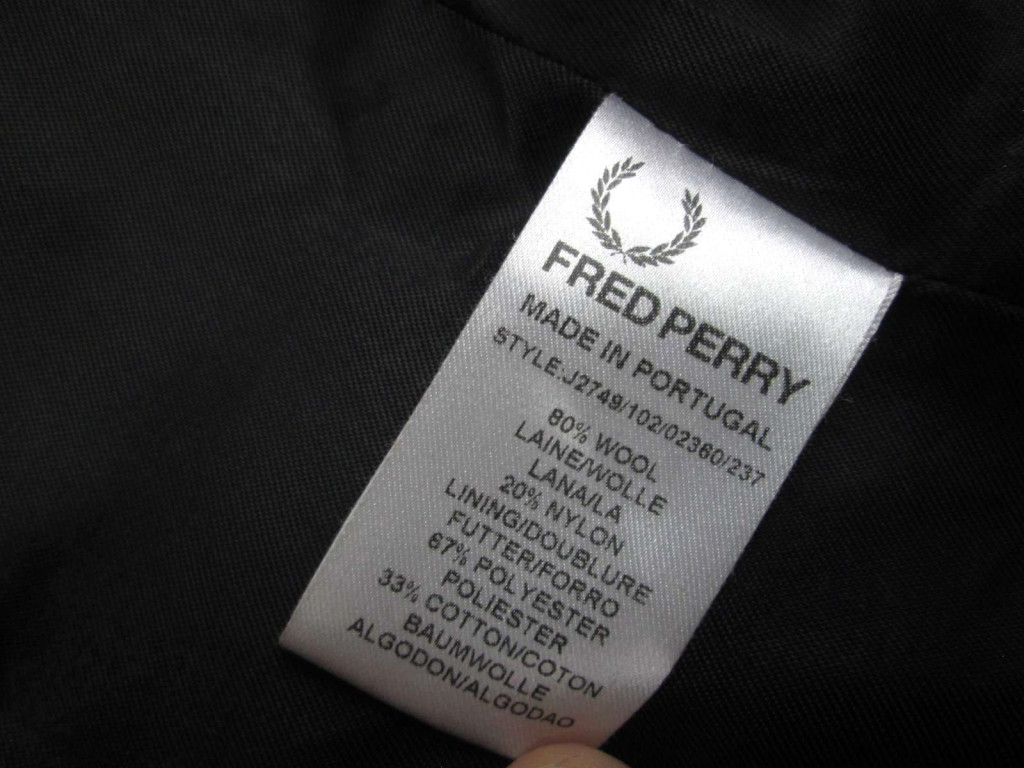 FRED PERRY
MADE IN PORTUGAL
STYLE:J2749/102/02360/237
80% WOOL
LAINE/WOLLE
LANA/LA
20% NYLON
LINING/DOUBLURE
FUTTER/FORRO
67% POLYESTER
POLIESTER
33% COTTON/COTON
BAUMWOLLE
ALGODON/ALGODAO